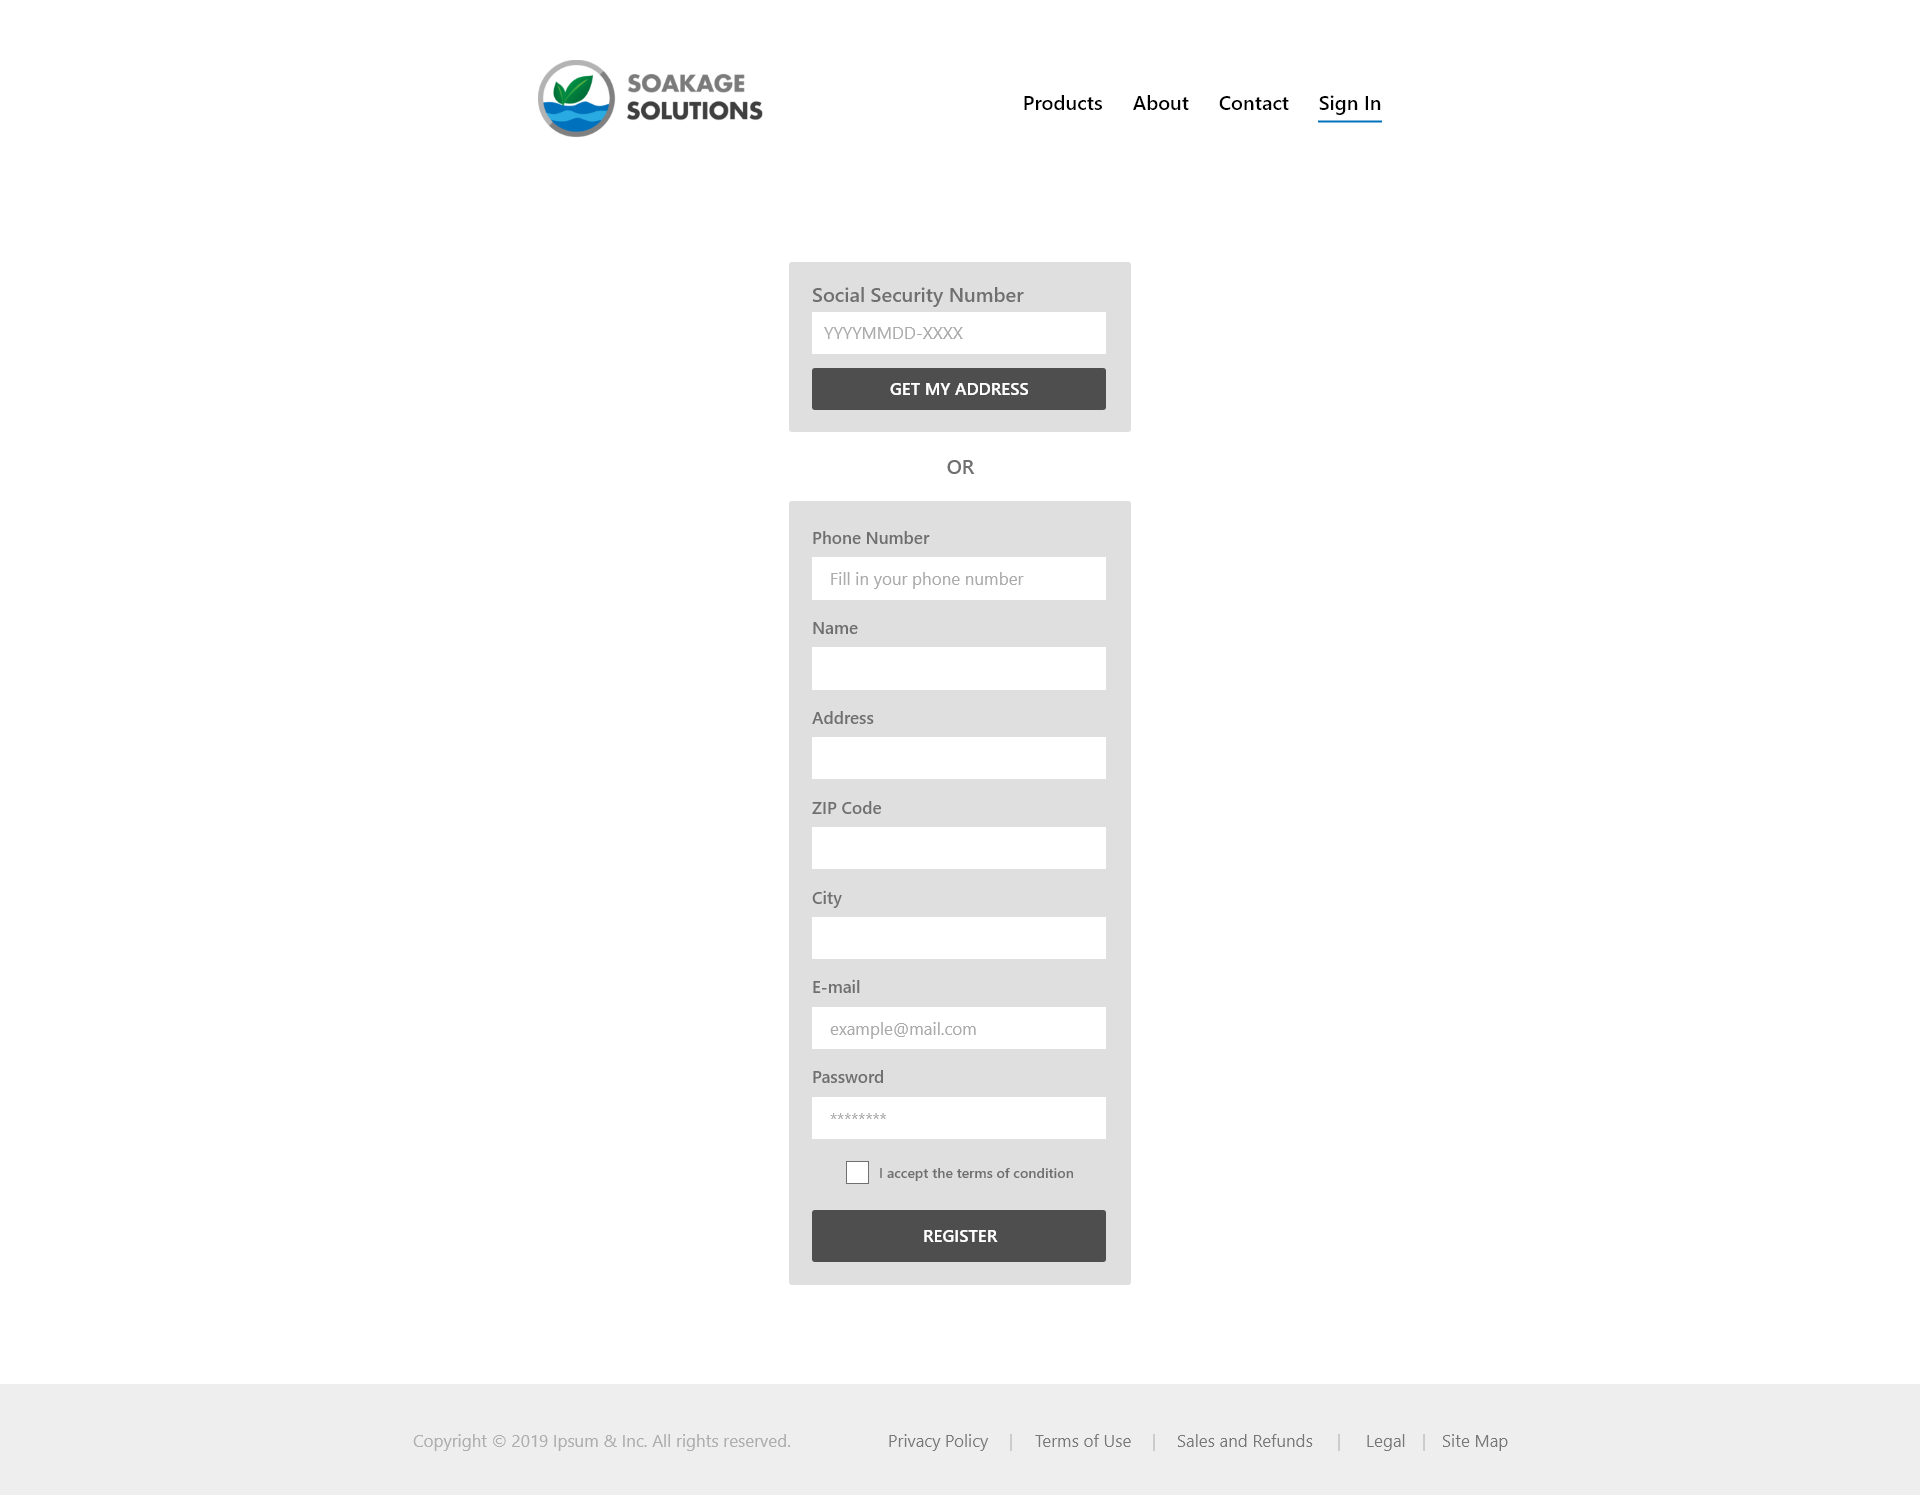 SOAKAGE
SOLUTIONS
Products About Contact Sign In
Social Security Number
YYYYMMDD-XXXX
GET MY ADDRESS
OR
Phone Number
Fill in your phone number
Name
Address
ZIP Code
City
E-mail
example@mail.com
Password
********
I accept the terms of condition
REGISTER
Copyright © 2019 Ipsum & Inc. All rights reserved. Privacy Policy | Terms of Use | Sales and Refunds | Legal | Site Map